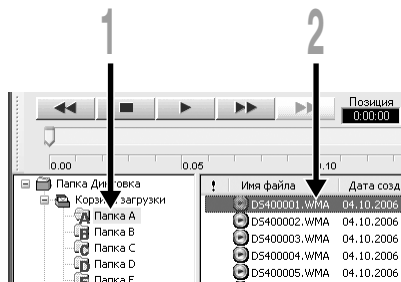 1 2
Позиция
0:00:00
0.00 0.05 0.10
Папка Диктовка
Корзина загрузки
Папка A
Папка B
Папка C
Папка D
Папка E
! Имя файла Дата созд
DS400001.WMA 04.10.2006
DS400002.WMA 04.10.2006
DS400003.WMA 04.10.2006
DS400004.WMA 04.10.2006
DS400005.WMA 04.10.2006